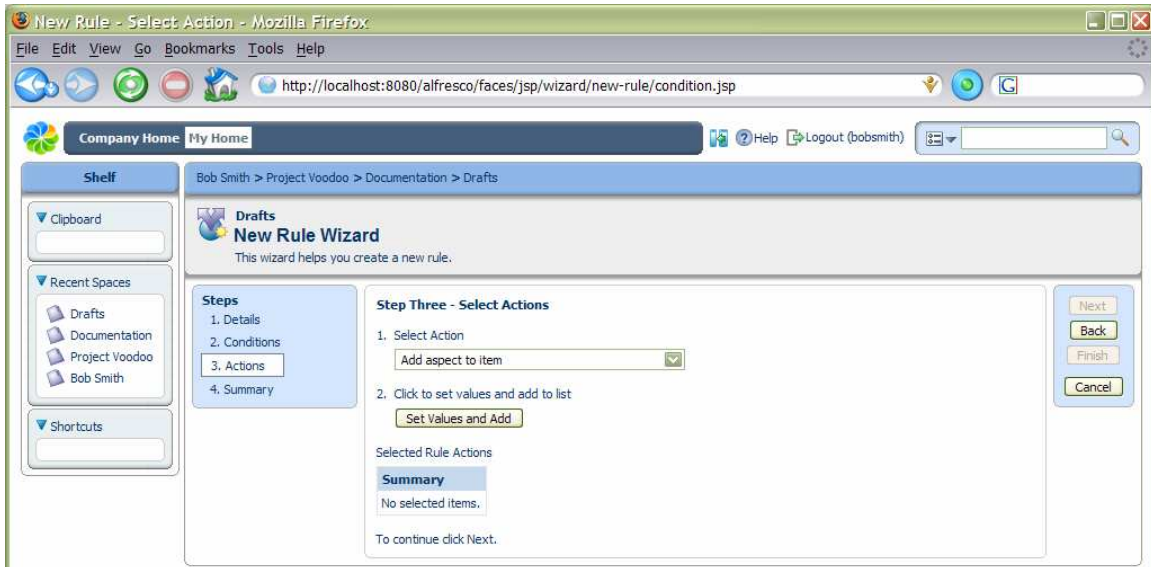 New Rule - Select Action - Mozilla Firefox
File Edit View Go Bookmarks Tools Help
http://localhost:8080/alfresco/faces/jsp/wizard/new-rule/condition.jsp
G
Company Home My Home
Help Logout (bobsmith)
Shelf
Bob Smith > Project Voodoo > Documentation > Drafts
Clipboard
Drafts
New Rule Wizard
This wizard helps you create a new rule.
Recent Spaces
Drafts
Documentation
Project Voodoo
Bob Smith
Shortcuts
Steps
1. Details
2. Conditions
3. Actions
4. Summary
Step Three - Select Actions
1. Select Action
Add aspect to item
2. Click to set values and add to list
Set Values and Add
Selected Rule Actions
Summary
No selected items.
To continue click Next.
Next
Back
Finish
Cancel